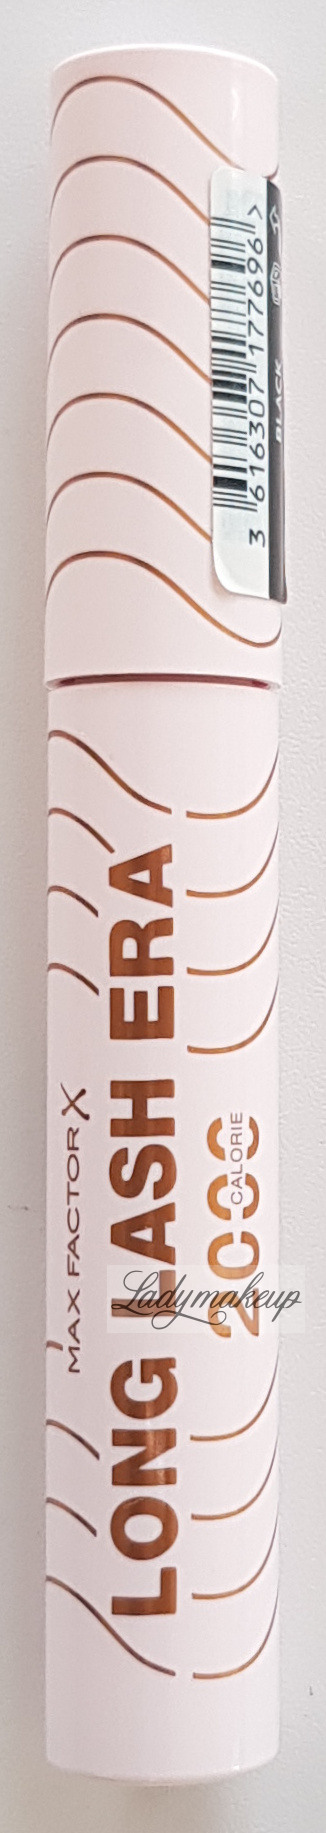 MAX FACTOR X
LONG LASH ERA
2000
CALORIE
3 616307 177696 >
BLACK
Ladymakeup